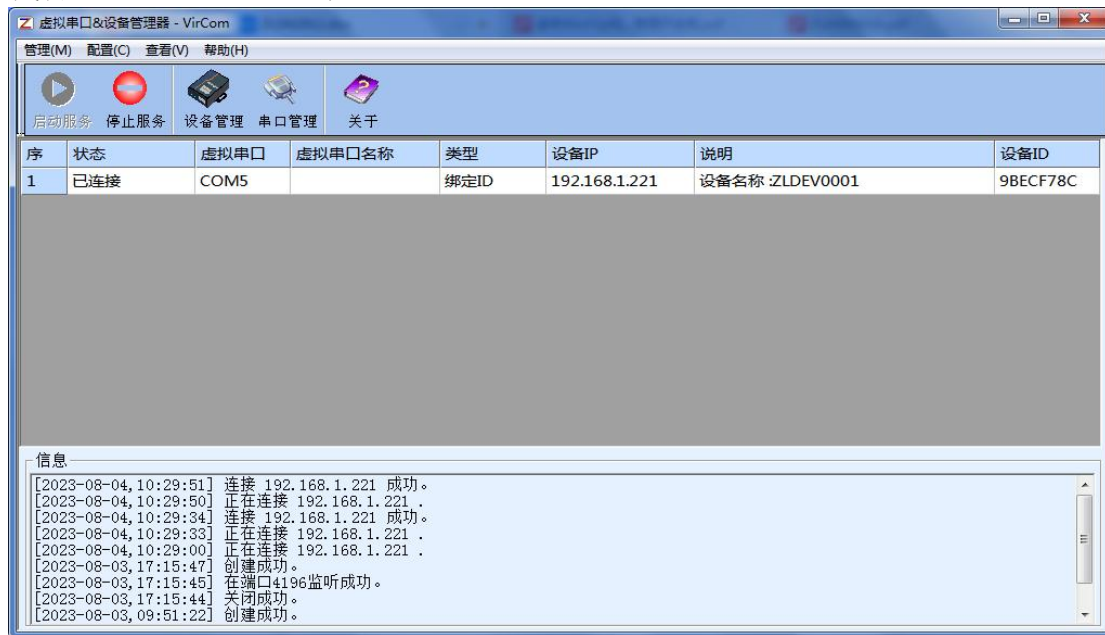 虚拟串口&设备管理器 - VirCom
管理(M) 配置(C) 查看(V) 帮助(H)
启动服务 停止服务 设备管理 串口管理 关于
序 状态 虚拟串口 虚拟串口名称 类型 设备IP 说明 设备ID
1 已连接 COM5 绑定ID 192.168.1.221 设备名称 :ZLDEV0001 9BECF78C
信息
[2023-08-04,10:29:51] 连接 192.168.1.221 成功。
[2023-08-04,10:29:50] 正在连接 192.168.1.221 .
[2023-08-04,10:29:34] 连接 192.168.1.221 成功。
[2023-08-04,10:29:33] 正在连接 192.168.1.221 .
[2023-08-04,10:29:00] 正在连接 192.168.1.221 .
[2023-08-03,17:15:47] 创建成功。
[2023-08-03,17:15:45] 在端口4196监听成功。
[2023-08-03,17:15:44] 关闭成功。
[2023-08-03,09:51:22] 创建成功。